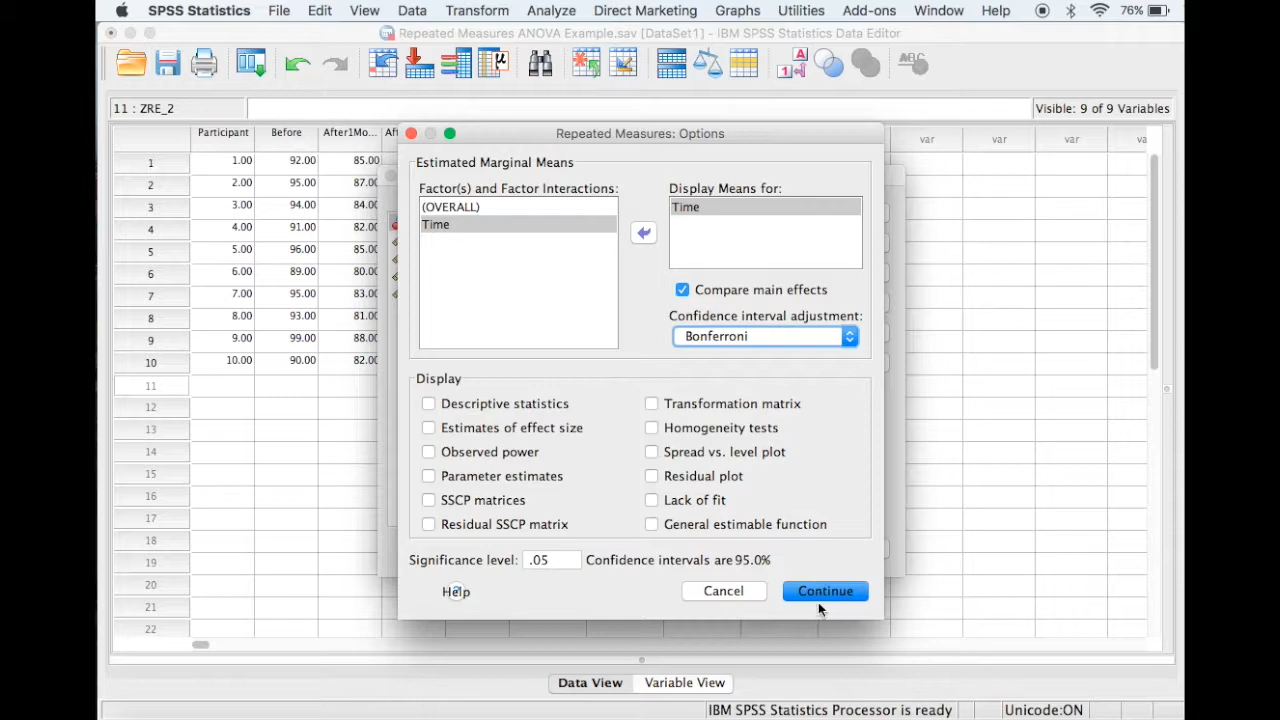 SPSS Statistics File Edit View Data Transform Analyze Direct Marketing Graphs Utilities Add-ons Window Help 76%
Repeated Measures ANOVA Example.sav [DataSet1] - IBM SPSS Statistics Data Editor
11 : ZRE_2 Visible: 9 of 9 Variables
Participant Before After1Mo... var var var
1 1.00 92.00 85.00
2 2.00 95.00 87.00
3 3.00 94.00 84.00
4 4.00 91.00 82.00
5 5.00 96.00 85.00
6 6.00 89.00 80.00
7 7.00 95.00 83.00
8 8.00 93.00 81.00
9 9.00 99.00 88.00
10 10.00 90.00 82.00
11
12
13
14
15
16
17
18
19
20
21
22
Repeated Measures: Options
Estimated Marginal Means
Factor(s) and Factor Interactions: Display Means for:
(OVERALL) Time
Time
Compare main effects
Confidence interval adjustment:
Bonferroni
Display
Descriptive statistics Transformation matrix
Estimates of effect size Homogeneity tests
Observed power Spread vs. level plot
Parameter estimates Residual plot
SSCP matrices Lack of fit
Residual SSCP matrix General estimable function
Significance level: .05 Confidence intervals are 95.0%
Help Cancel Continue
Data View Variable View
IBM SPSS Statistics Processor is ready Unicode:ON